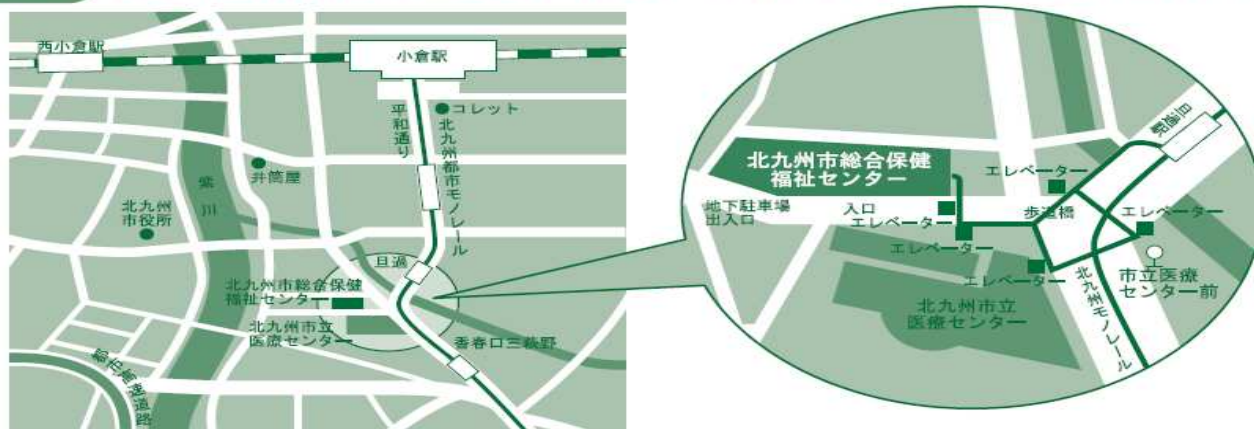 西小倉駅
小倉駅
コレット
平和通り
北九州都市モノレール
井筒屋
紫川
北九州
市役所
旦過
北九州市総合保健
福祉センター
北九州市立
医療センター
香春口三萩野
都市高速道路
旦過駅
北九州市総合保健
福祉センター
エレベーター
地下駐車場
出入口
入口
エレベーター
歩道橋
エレベーター
エレベーター
エレベーター
市立医療
センター前
北九州市立
医療センター
北九州モノレール